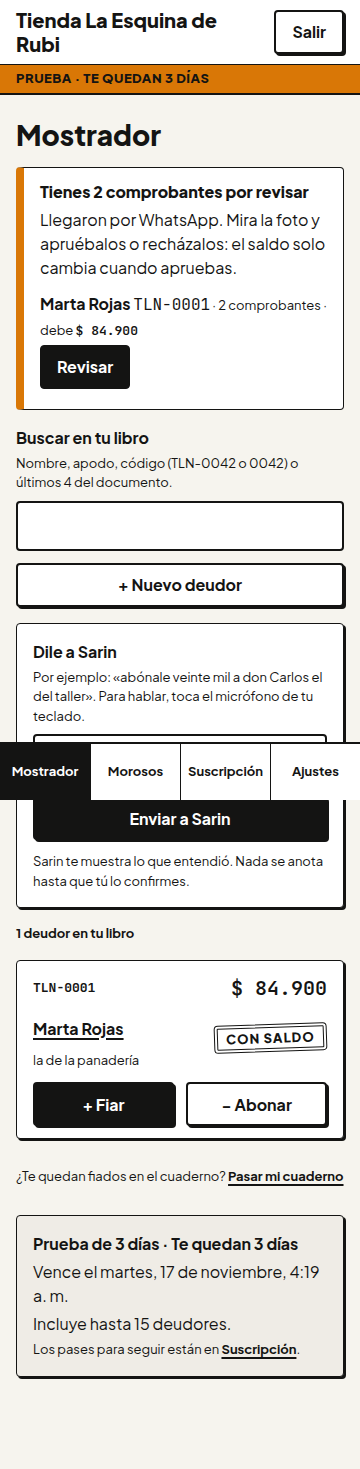 Tienda La Esquina de
Rubi
Salir
PRUEBA · TE QUEDAN 3 DÍAS
Mostrador
Tienes 2 comprobantes por revisar
Llegaron por WhatsApp. Mira la foto y
apruébalos o recházalos: el saldo solo
cambia cuando apruebas.
Marta Rojas TLN-0001 · 2 comprobantes ·
debe $ 84.900
Revisar
Buscar en tu libro
Nombre, apodo, código (TLN-0042 o 0042) o
últimos 4 del documento.
+ Nuevo deudor
Dile a Sarin
Por ejemplo: «abónale veinte mil a don Carlos el
del taller». Para hablar, toca el micrófono de tu
teclado.
Mostrador
Morosos
Suscripción
Ajustes
Enviar a Sarin
Sarin te muestra lo que entendió. Nada se anota
hasta que tú lo confirmes.
1 deudor en tu libro
TLN-0001
$ 84.900
Marta Rojas
CON SALDO
la de la panadería
+ Fiar
− Abonar
¿Te quedan fiados en el cuaderno? Pasar mi cuaderno
Prueba de 3 días · Te quedan 3 días
Vence el martes, 17 de noviembre, 4:19
a. m.
Incluye hasta 15 deudores.
Los pases para seguir están en Suscripción.